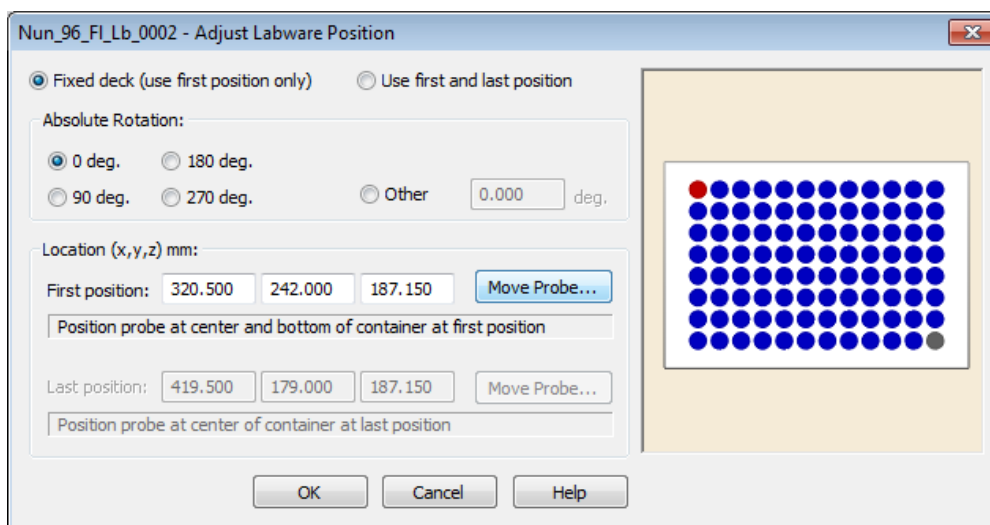 Nun_96_Fl_Lb_0002 - Adjust Labware Position
Fixed deck (use first position only) Use first and last position
Absolute Rotation:
0 deg. 180 deg.
90 deg. 270 deg. Other 0.000 deg.
Location (x,y,z) mm:
First position: 320.500 242.000 187.150 Move Probe...
Position probe at center and bottom of container at first position
Last position: 419.500 179.000 187.150 Move Probe...
Position probe at center of container at last position
OK Cancel Help